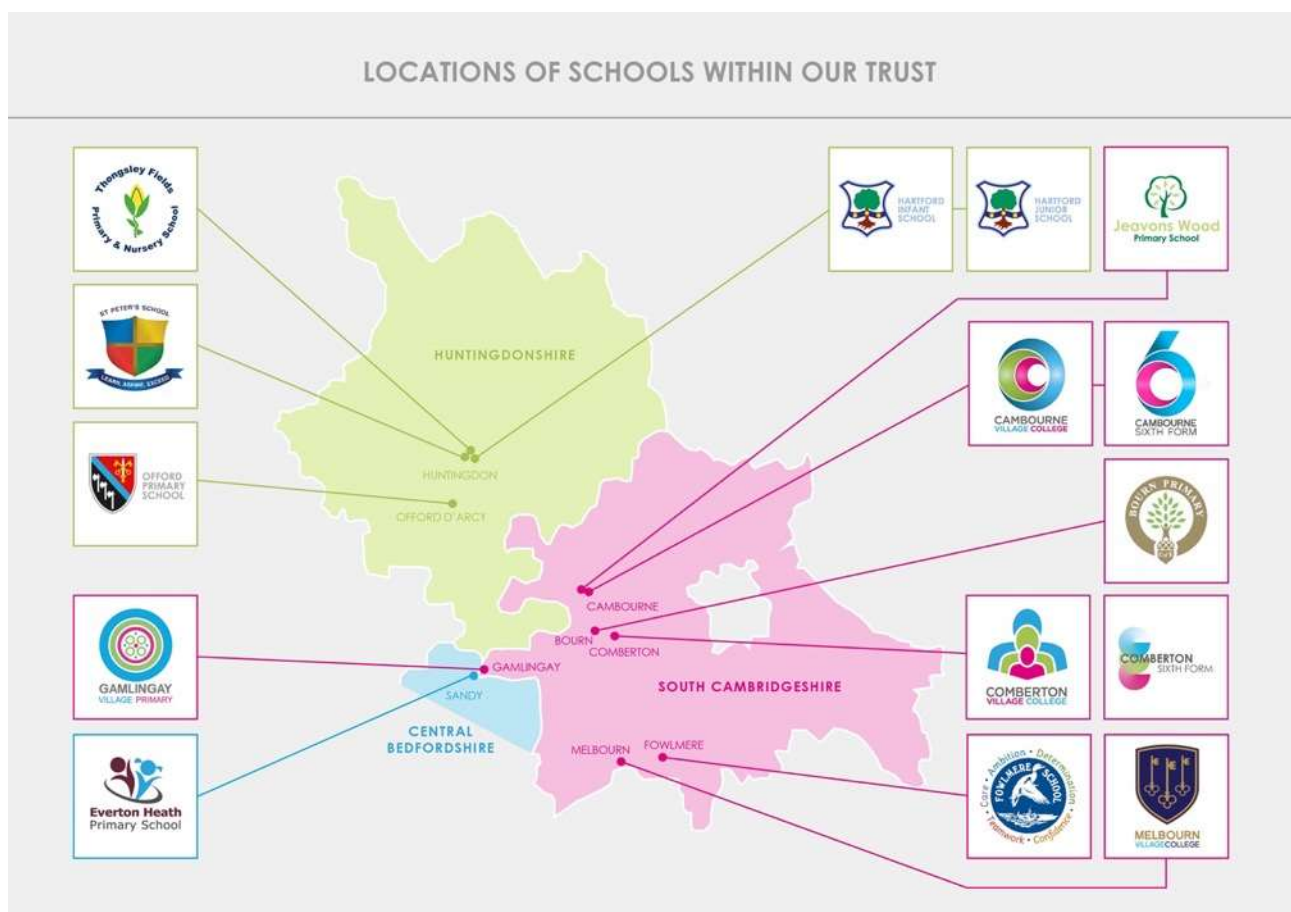 LOCATIONS OF SCHOOLS WITHIN OUR TRUST
Thongsley Fields
Primary & Nursery School
ST PETER'S SCHOOL
LEARN, ASPIRE, EXCEED
OFFORD
PRIMARY
SCHOOL
GAMLINGAY
VILLAGE PRIMARY
Everton Heath
Primary School
HUNTINGDONSHIRE
HUNTINGDON
OFFORD D'ARCY
CAMBOURNE
BOURN
COMBERTON
GAMLINGAY
SANDY
SOUTH CAMBRIDGESHIRE
CENTRAL
BEDFORDSHIRE
MELBOURN
FOWLMERE
HARTFORD
INFANT
SCHOOL
HARTFORD
JUNIOR
SCHOOL
Jeavons Wood
Primary School
CAMBOURNE
VILLAGE COLLEGE
6
CAMBOURNE
SIXTH FORM
BOURN PRIMARY
COMBERTON
VILLAGE COLLEGE
COMBERTON
SIXTH FORM
Care • Ambition • Determination
FOWLMERE SCHOOL
Teamwork • Confidence
MELBOURN
VILLAGECOLLEGE